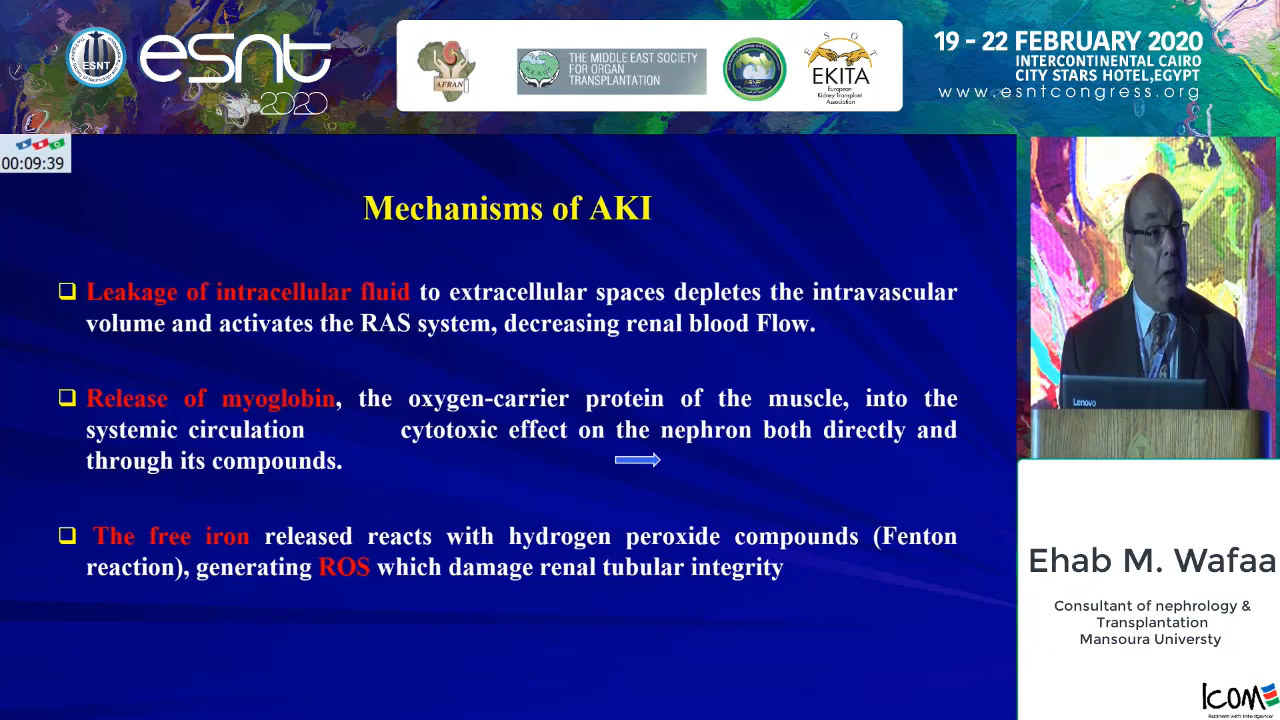 ESNT
esnt
2020
AFRAN
THE MIDDLE EAST SOCIETY
FOR ORGAN
TRANSPLANTATION
E S O T
EKITA
European
Kidney Transplant
Association
19 - 22 FEBRUARY 2020
INTERCONTINENTAL CAIRO
CITY STARS HOTEL,EGYPT
www.esntcongress.org
00:09:39
Mechanisms of AKI
Leakage of intracellular fluid to extracellular spaces depletes the intravascular
volume and activates the RAS system, decreasing renal blood Flow.
Release of myoglobin, the oxygen-carrier protein of the muscle, into the
systemic circulation cytotoxic effect on the nephron both directly and
through its compounds.
The free iron released reacts with hydrogen peroxide compounds (Fenton
reaction), generating ROS which damage renal tubular integrity
Lenovo
Ehab M. Wafaa
Consultant of nephrology &
Transplantation
Mansoura Universty
ICOM
Business with Intelligence!